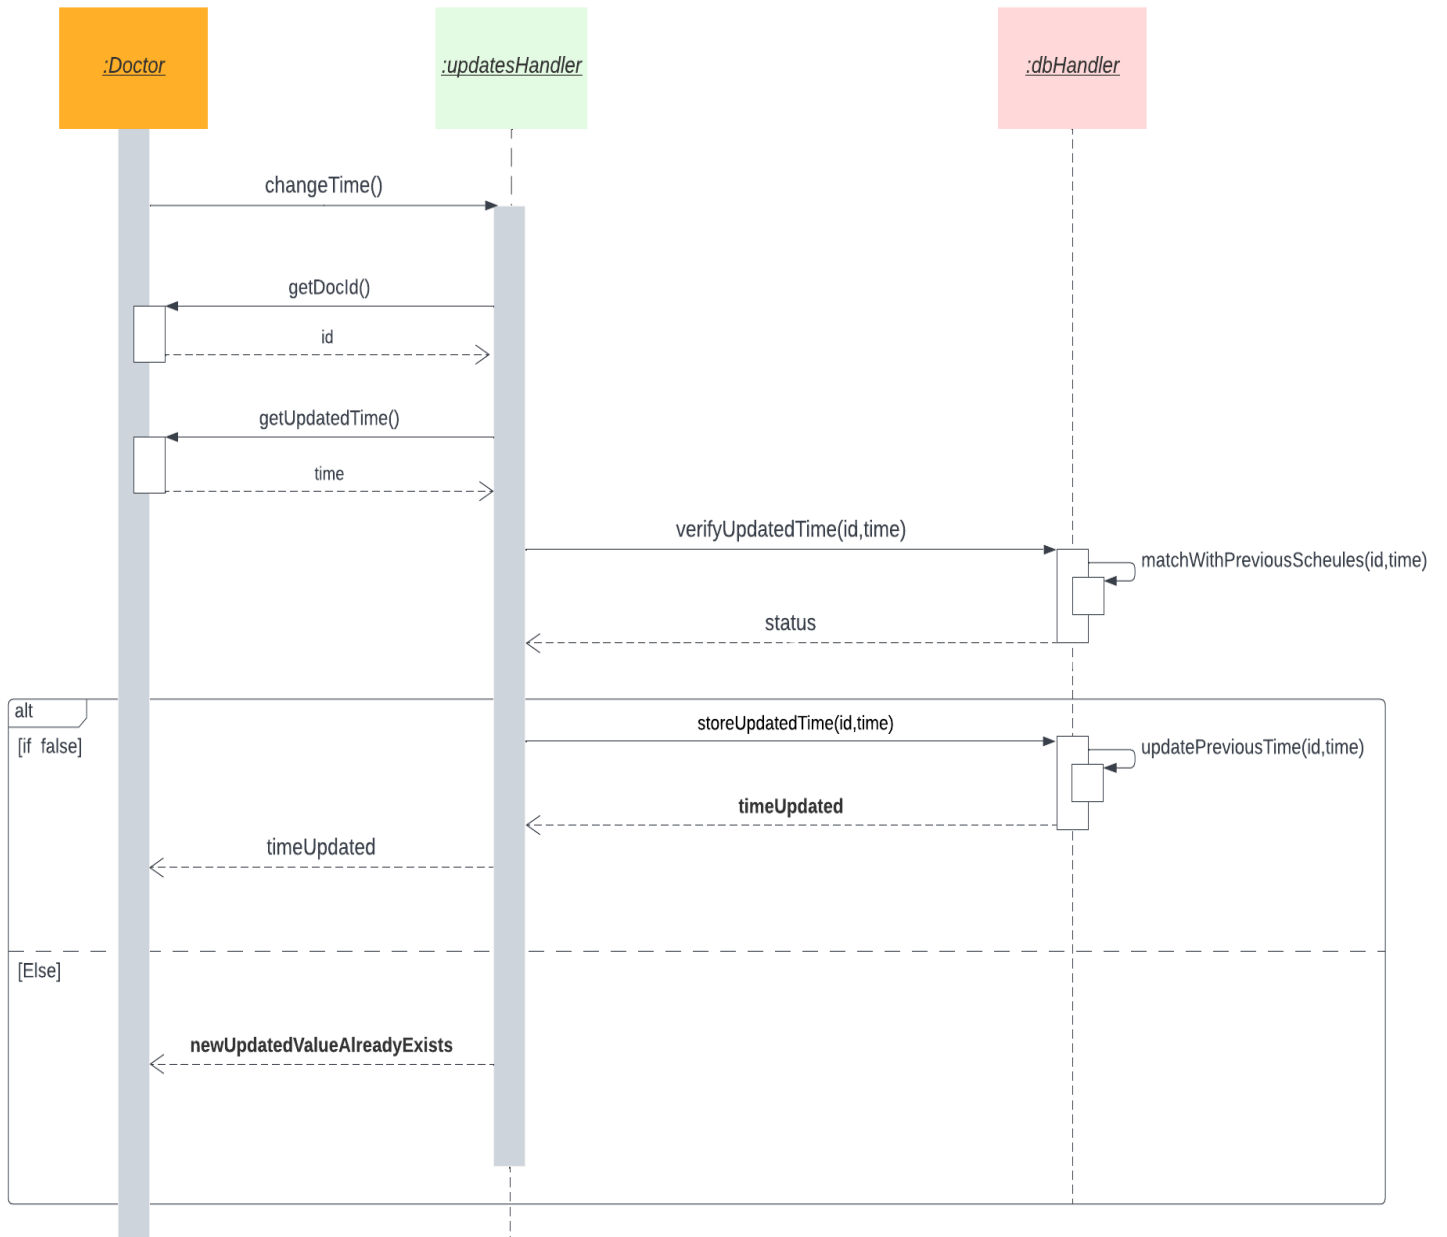 :Doctor
:updatesHandler
:dbHandler
changeTime()
getDocId()
id
getUpdatedTime()
time
verifyUpdatedTime(id,time)
matchWithPreviousScheules(id,time)
status
alt
[if false]
storeUpdatedTime(id,time)
updatePreviousTime(id,time)
timeUpdated
timeUpdated
[Else]
newUpdatedValueAlreadyExists